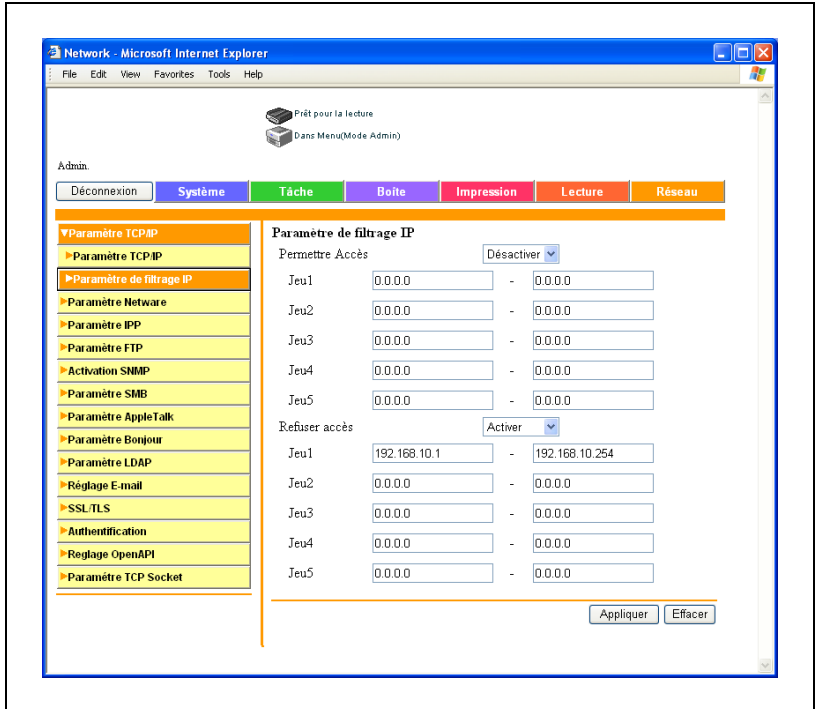 Network - Microsoft Internet Explorer
File Edit View Favorites Tools Help
Prêt pour la lecture
Dans Menu(Mode Admin)
Admin.
Déconnexion Système Tâche Boîte Impression Lecture Réseau
▼Paramètre TCP/IP
Paramètre TCP/IP
Paramètre de filtrage IP
Paramètre Netware
Paramètre IPP
Paramètre FTP
Activation SNMP
Paramètre SMB
Paramètre AppleTalk
Paramètre Bonjour
Paramètre LDAP
Réglage E-mail
SSL/TLS
Authentification
Reglage OpenAPI
Paramétre TCP Socket
Paramètre de filtrage IP
Permettre Accès Désactiver
Jeu1 0.0.0.0 - 0.0.0.0
Jeu2 0.0.0.0 - 0.0.0.0
Jeu3 0.0.0.0 - 0.0.0.0
Jeu4 0.0.0.0 - 0.0.0.0
Jeu5 0.0.0.0 - 0.0.0.0
Refuser accès Activer
Jeu1 192.168.10.1 - 192.168.10.254
Jeu2 0.0.0.0 - 0.0.0.0
Jeu3 0.0.0.0 - 0.0.0.0
Jeu4 0.0.0.0 - 0.0.0.0
Jeu5 0.0.0.0 - 0.0.0.0
Appliquer Effacer